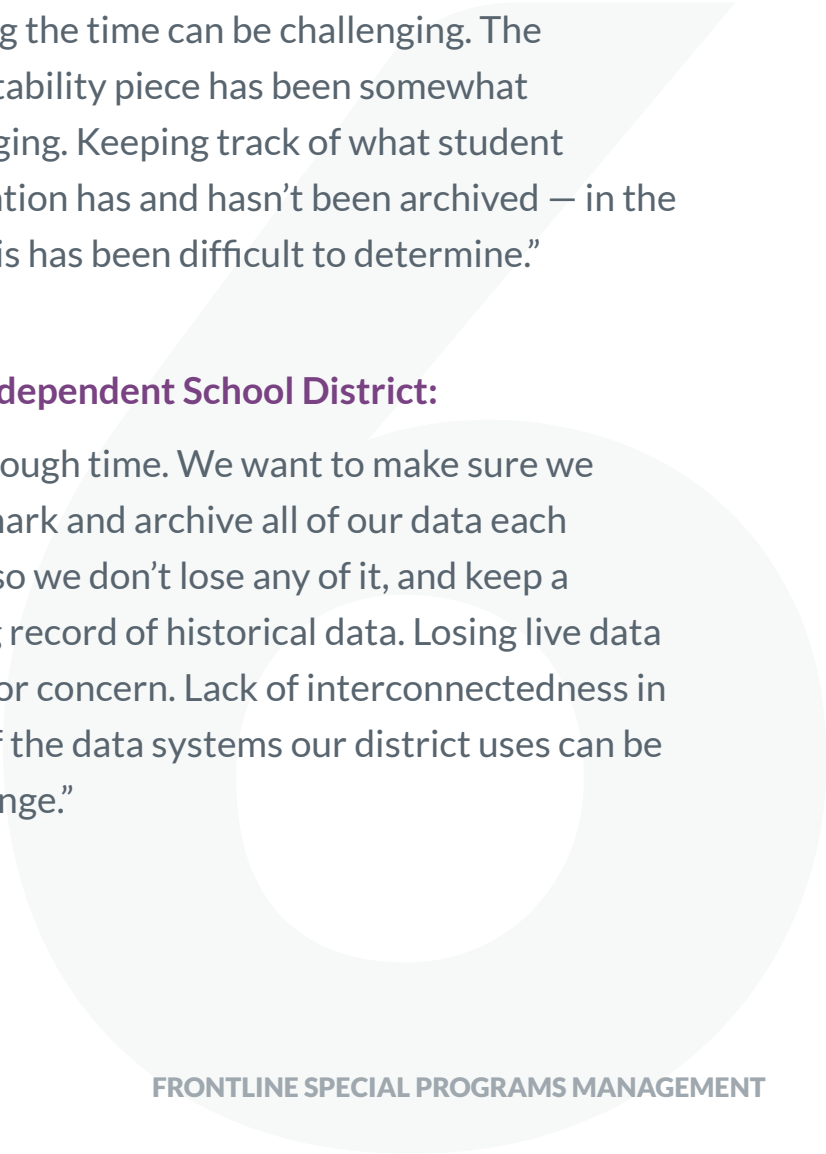 g the time can be challenging. The
tability piece has been somewhat
ging. Keeping track of what student
ation has and hasn’t been archived — in the
is has been difficult to determine.”
dependent School District:
ough time. We want to make sure we
ark and archive all of our data each
so we don’t lose any of it, and keep a
g record of historical data. Losing live data
or concern. Lack of interconnectedness in
f the data systems our district uses can be
nge.”
6
FRONTLINE SPECIAL PROGRAMS MANAGEMENT